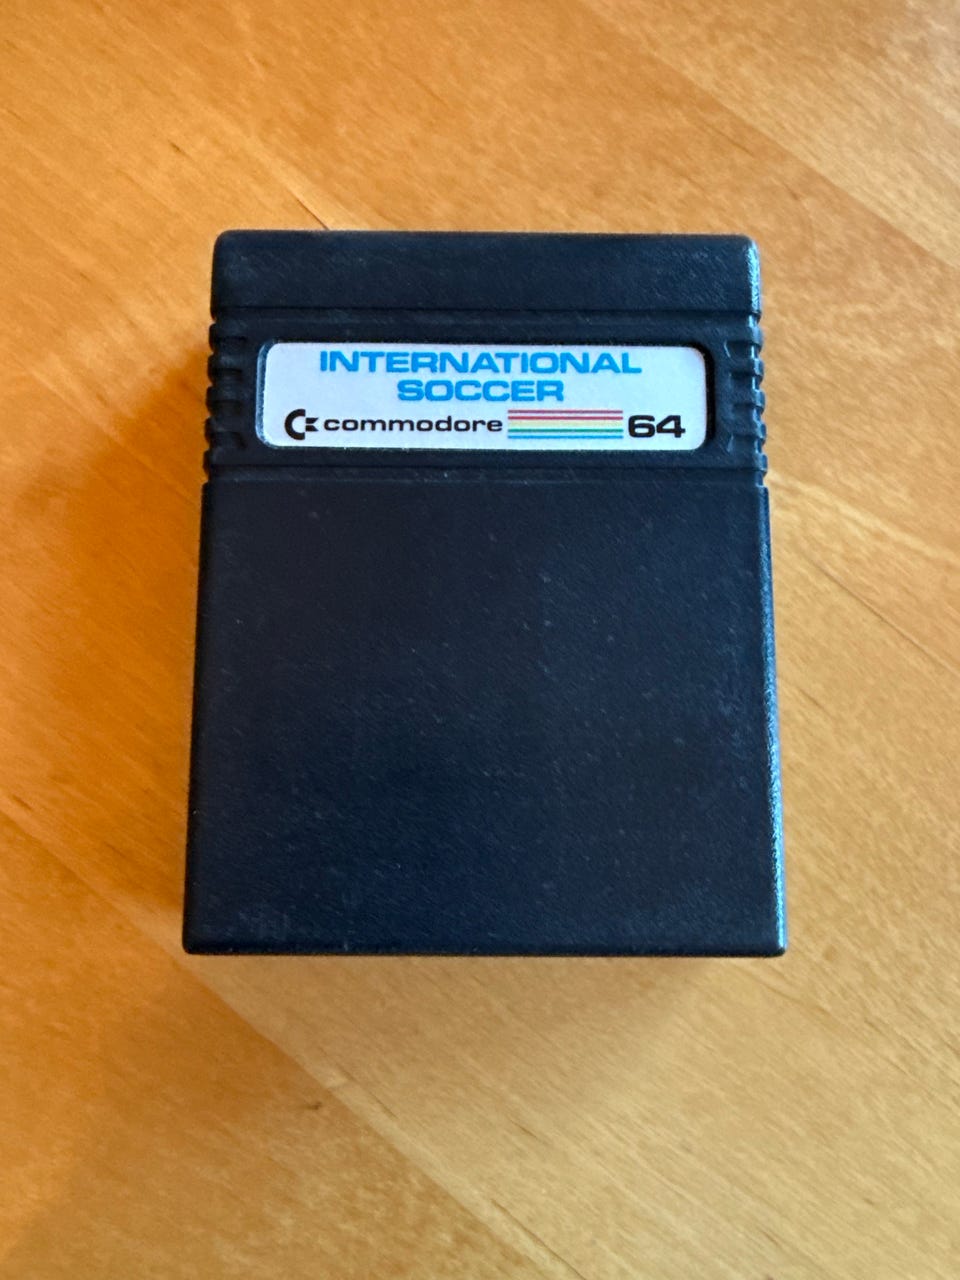 INTERNATIONAL
SOCCER
commodore 64